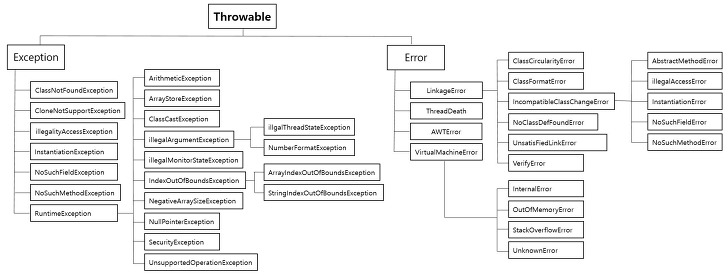 Throwable
Exception
ClassNotFoundException
CloneNotSupportException
illegalityAccessException
InstantiationException
NoSuchFieldException
NoSuchMethodException
RuntimeException
ArithmeticException
ArrayStoreException
ClassCastException
illegalArgumentException
illegalMonitorStateException
IndexOutOfBoundsException
NegativeArraySizeException
NullPointerException
SecurityException
UnsupportedOperationException
illgalThreadStateException
NumberFormatException
ArrayIndexOutOfBoundsException
StringIndexOutOfBoundsException
Error
LinkageError
ThreadDeath
AWTError
VirtualMachineError
ClassCircularityError
ClassFormatError
IncompatibleClassChangeError
NoClassDefFoundError
UnsatisFiedLinkError
VerifyError
AbstractMethodError
illegalAccessError
InstantiationError
NoSuchFieldError
NoSuchMethodError
InternalError
OutOfMemoryError
StackOverflowError
UnknownError